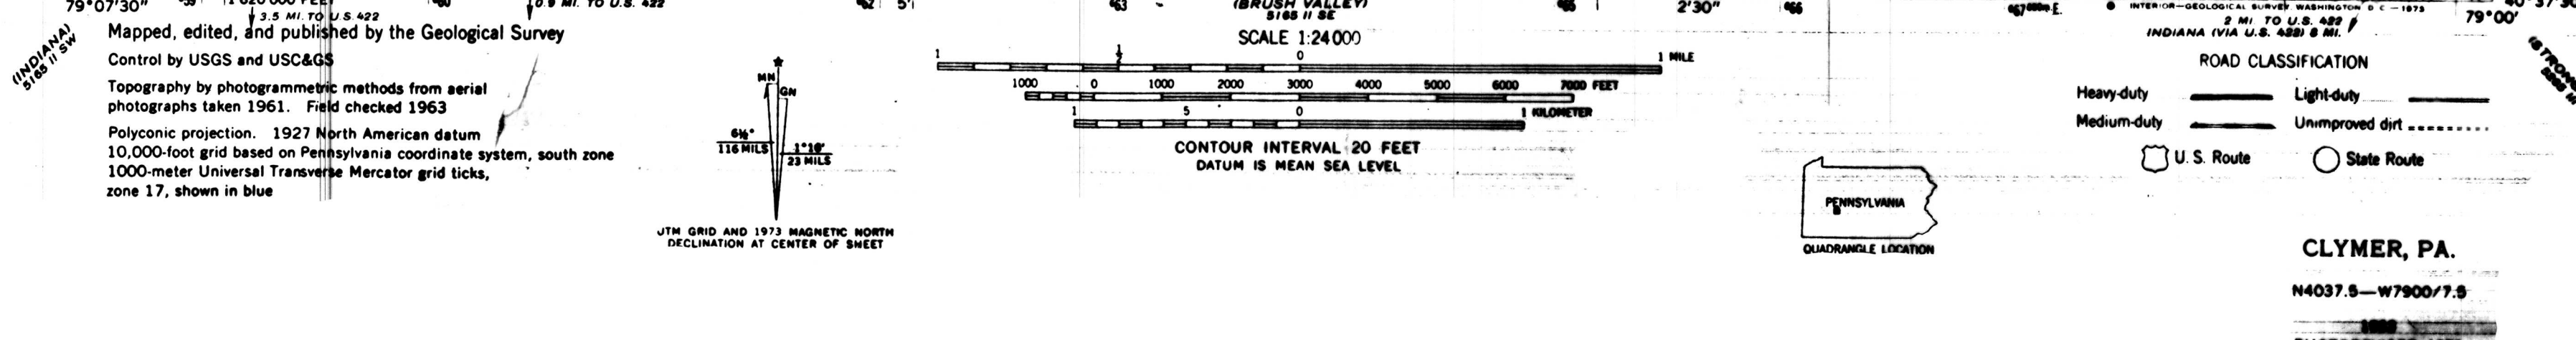 79°07'30"
3.5 MI. TO U.S. 422
MI. TO U.S. 422
5'
(BRUSH VALLEY)
5165 II SE
2'30"
INTERIOR—GEOLOGICAL SURVEY, WASHINGTON D C — 1973
2 MI. TO U.S. 422
INDIANA (VIA U.S. 422) 8 MI.
79°00'
(INDIANA)
5165 II SW
Mapped, edited, and published by the Geological Survey
Control by USGS and USC&GS
Topography by photogrammetric methods from aerial
photographs taken 1961. Field checked 1963
Polyconic projection. 1927 North American datum
10,000-foot grid based on Pennsylvania coordinate system, south zone
1000-meter Universal Transverse Mercator grid ticks,
zone 17, shown in blue
MN
GN
6½°
116 MILS
1°10'
23 MILS
UTM GRID AND 1973 MAGNETIC NORTH
DECLINATION AT CENTER OF SHEET
SCALE 1:24000
1 0 1 MILE
1000 0 1000 2000 3000 4000 5000 6000 7000 FEET
1 5 0 1 KILOMETER
CONTOUR INTERVAL 20 FEET
DATUM IS MEAN SEA LEVEL
PENNSYLVANIA
QUADRANGLE LOCATION
ROAD CLASSIFICATION
Heavy-duty Light-duty
Medium-duty Unimproved dirt
U. S. Route State Route
CLYMER, PA.
N4037.5—W7900/7.5